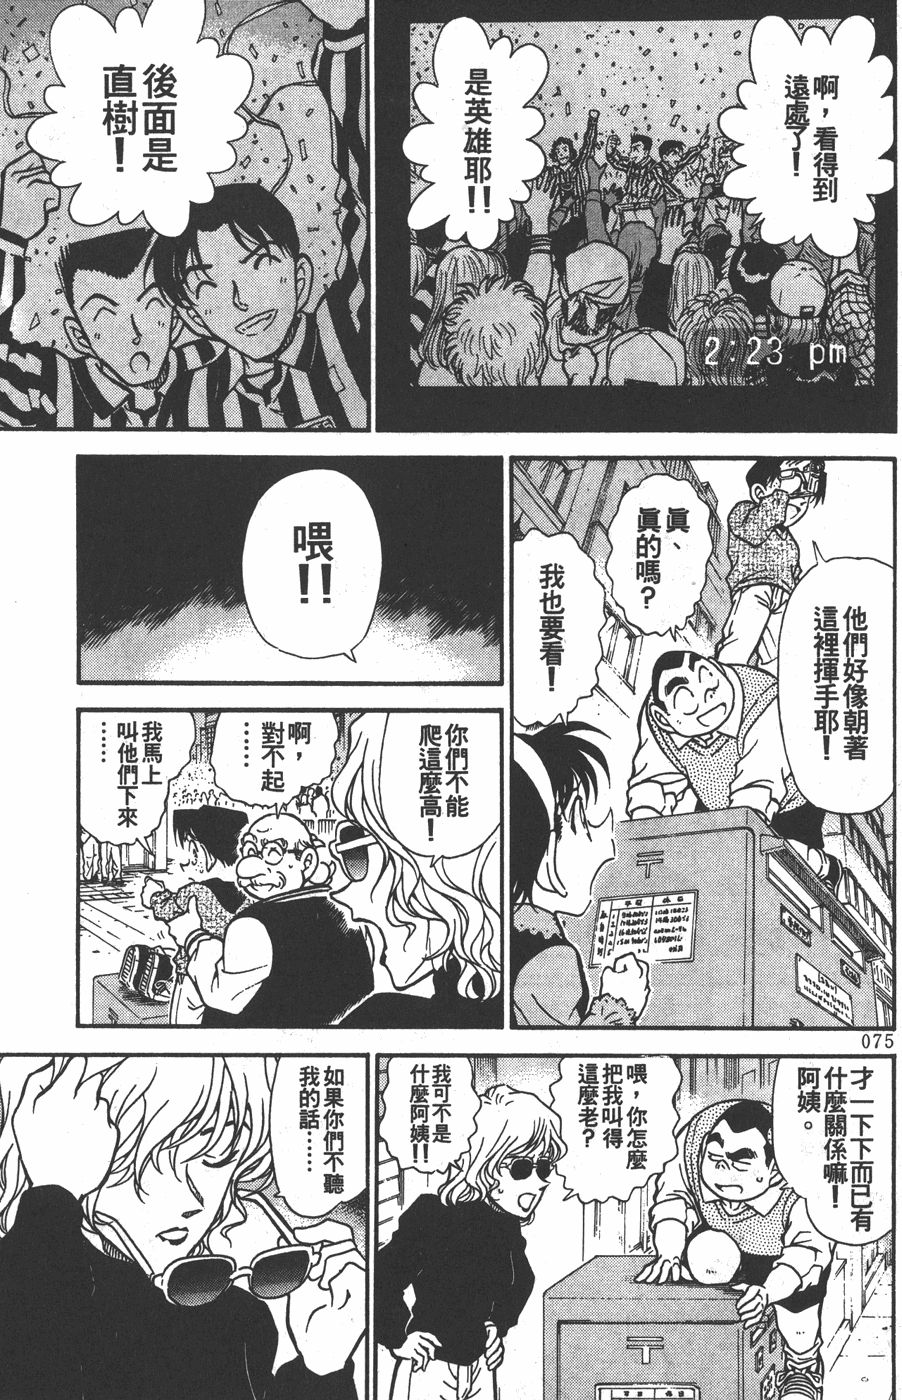 啊，看得到
遠處了！
是英雄耶！！
2:23 pm
後面是
直樹！
他們好像朝著
這裡揮手耶！
真、
真的嗎？
我也要看！
喂！！
你們不能
爬這麼高！
啊，
對不起
……
我馬上
叫他們下來
……
075
才一下下而已有
什麼關係嘛！
阿姨。
喂，你怎麼
把我叫得
這麼老？
我可不是
什麼阿姨！！
如果你們不聽
我的話……